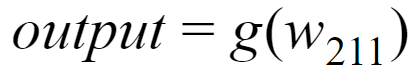 output = g(w₂₁₁)